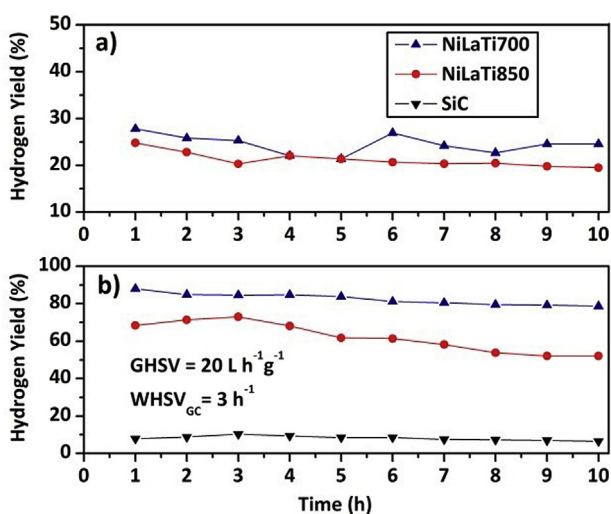 50
40
30
20
10
Hydrogen Yield (%)
a)
NiLaTi700
NiLaTi850
SiC
0 1 2 3 4 5 6 7 8 9 10
100
80
60
40
20
0
Hydrogen Yield (%)
b)
GHSV = 20 L h⁻¹g⁻¹
WHSV_GC = 3 h⁻¹
0 1 2 3 4 5 6 7 8 9 10
Time (h)